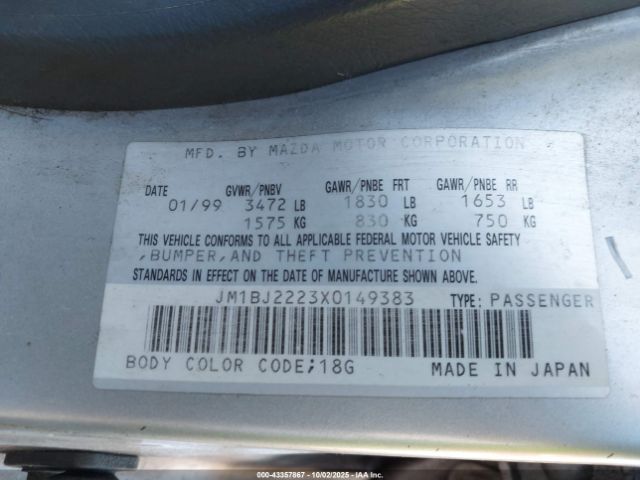 MFD. BY MAZDA MOTOR CORPORATION
DATE GVWR/PNBV GAWR/PNBE FRT GAWR/PNBE RR
01/99 3472 LB 1830 LB 1653 LB
1575 KG 830 KG 750 KG
THIS VEHICLE CONFORMS TO ALL APPLICABLE FEDERAL MOTOR VEHICLE SAFETY
,BUMPER,AND THEFT PREVENTION
STANDARDS IN EFFECT ON THE DATE OF MANUFACTURE SHOWN ABOVE.
JM1BJ2223X0149383 TYPE: PASSENGER
BODY COLOR CODE;18G MADE IN JAPAN
000-43357867 - 10/02/2025 - IAA Inc. All rights reserved.